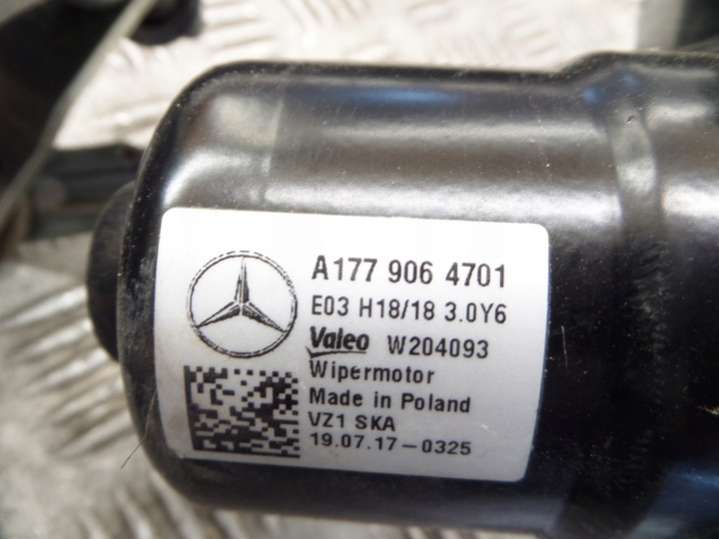 A177 906 4701
E03 H18/18 3.0Y6
Valeo W204093
Wipermotor
Made in Poland
VZ1 SKA
19.07.17-0325